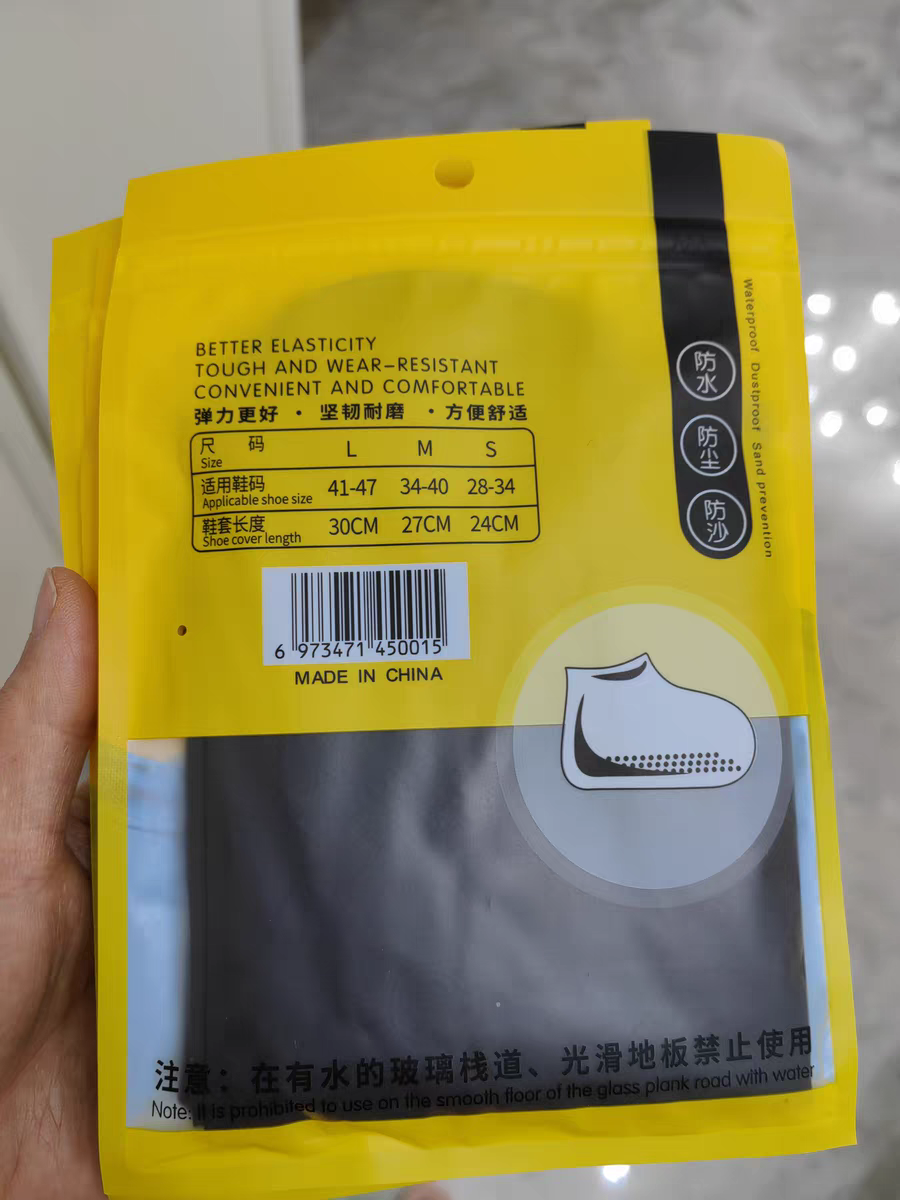 BETTER ELASTICITY
TOUGH AND WEAR-RESISTANT
CONVENIENT AND COMFORTABLE
弹力更好 · 坚韧耐磨 · 方便舒适
尺 码 L M S
Size
适用鞋码 41-47 34-40 28-34
Applicable shoe size
鞋套长度 30CM 27CM 24CM
Shoe cover length
6 973471 450015
MADE IN CHINA
防水
防尘
防沙
Waterproof Dustproof Sand prevention
注意：在有水的玻璃栈道、光滑地板禁止使用
Note: It is prohibited to use on the smooth floor of the glass plank road with water